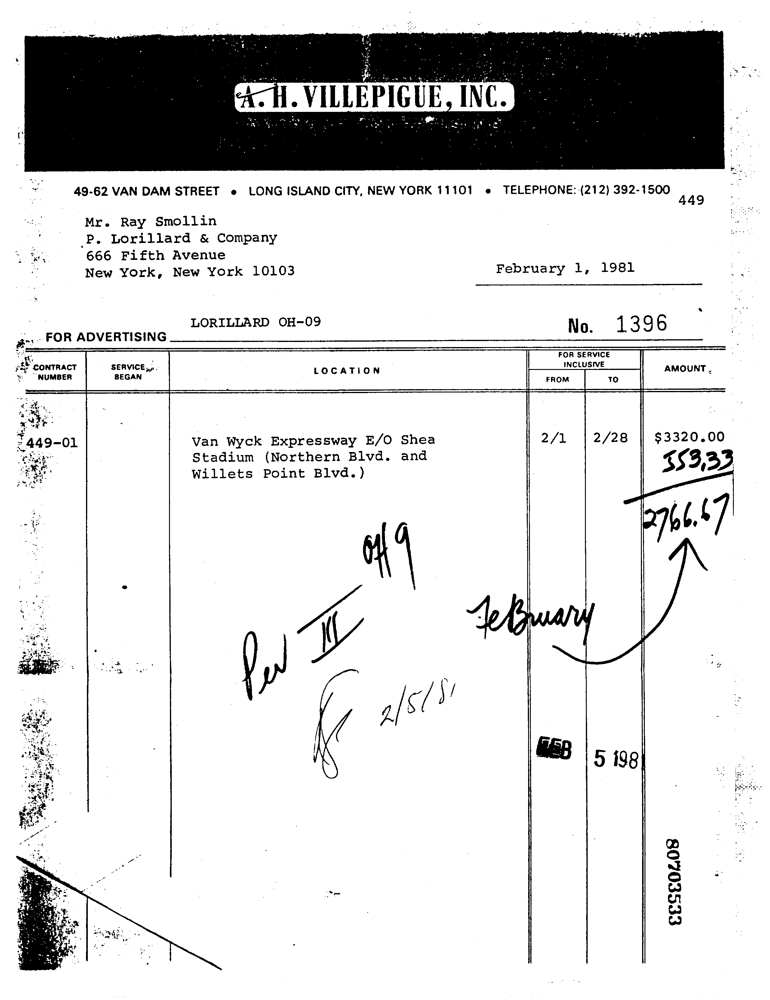 A. H. VILLEPIGUE, INC.
49-62 VAN DAM STREET • LONG ISLAND CITY, NEW YORK 11101 • TELEPHONE: (212) 392-1500
449
Mr. Ray Smollin
P. Lorillard & Company
666 Fifth Avenue
New York, New York 10103
February 1, 1981
LORILLARD OH-09
FOR ADVERTISING
No. 1396
CONTRACT NUMBER
SERVICE BEGAN
LOCATION
FOR SERVICE INCLUSIVE
FROM
TO
AMOUNT
449-01
Van Wyck Expressway E/O Shea
Stadium (Northern Blvd. and
Willets Point Blvd.)
2/1
2/28
$3320.00
553.33
2766.67
OH 9
Per III
February
2/5/81
FEB 5 198
80703533